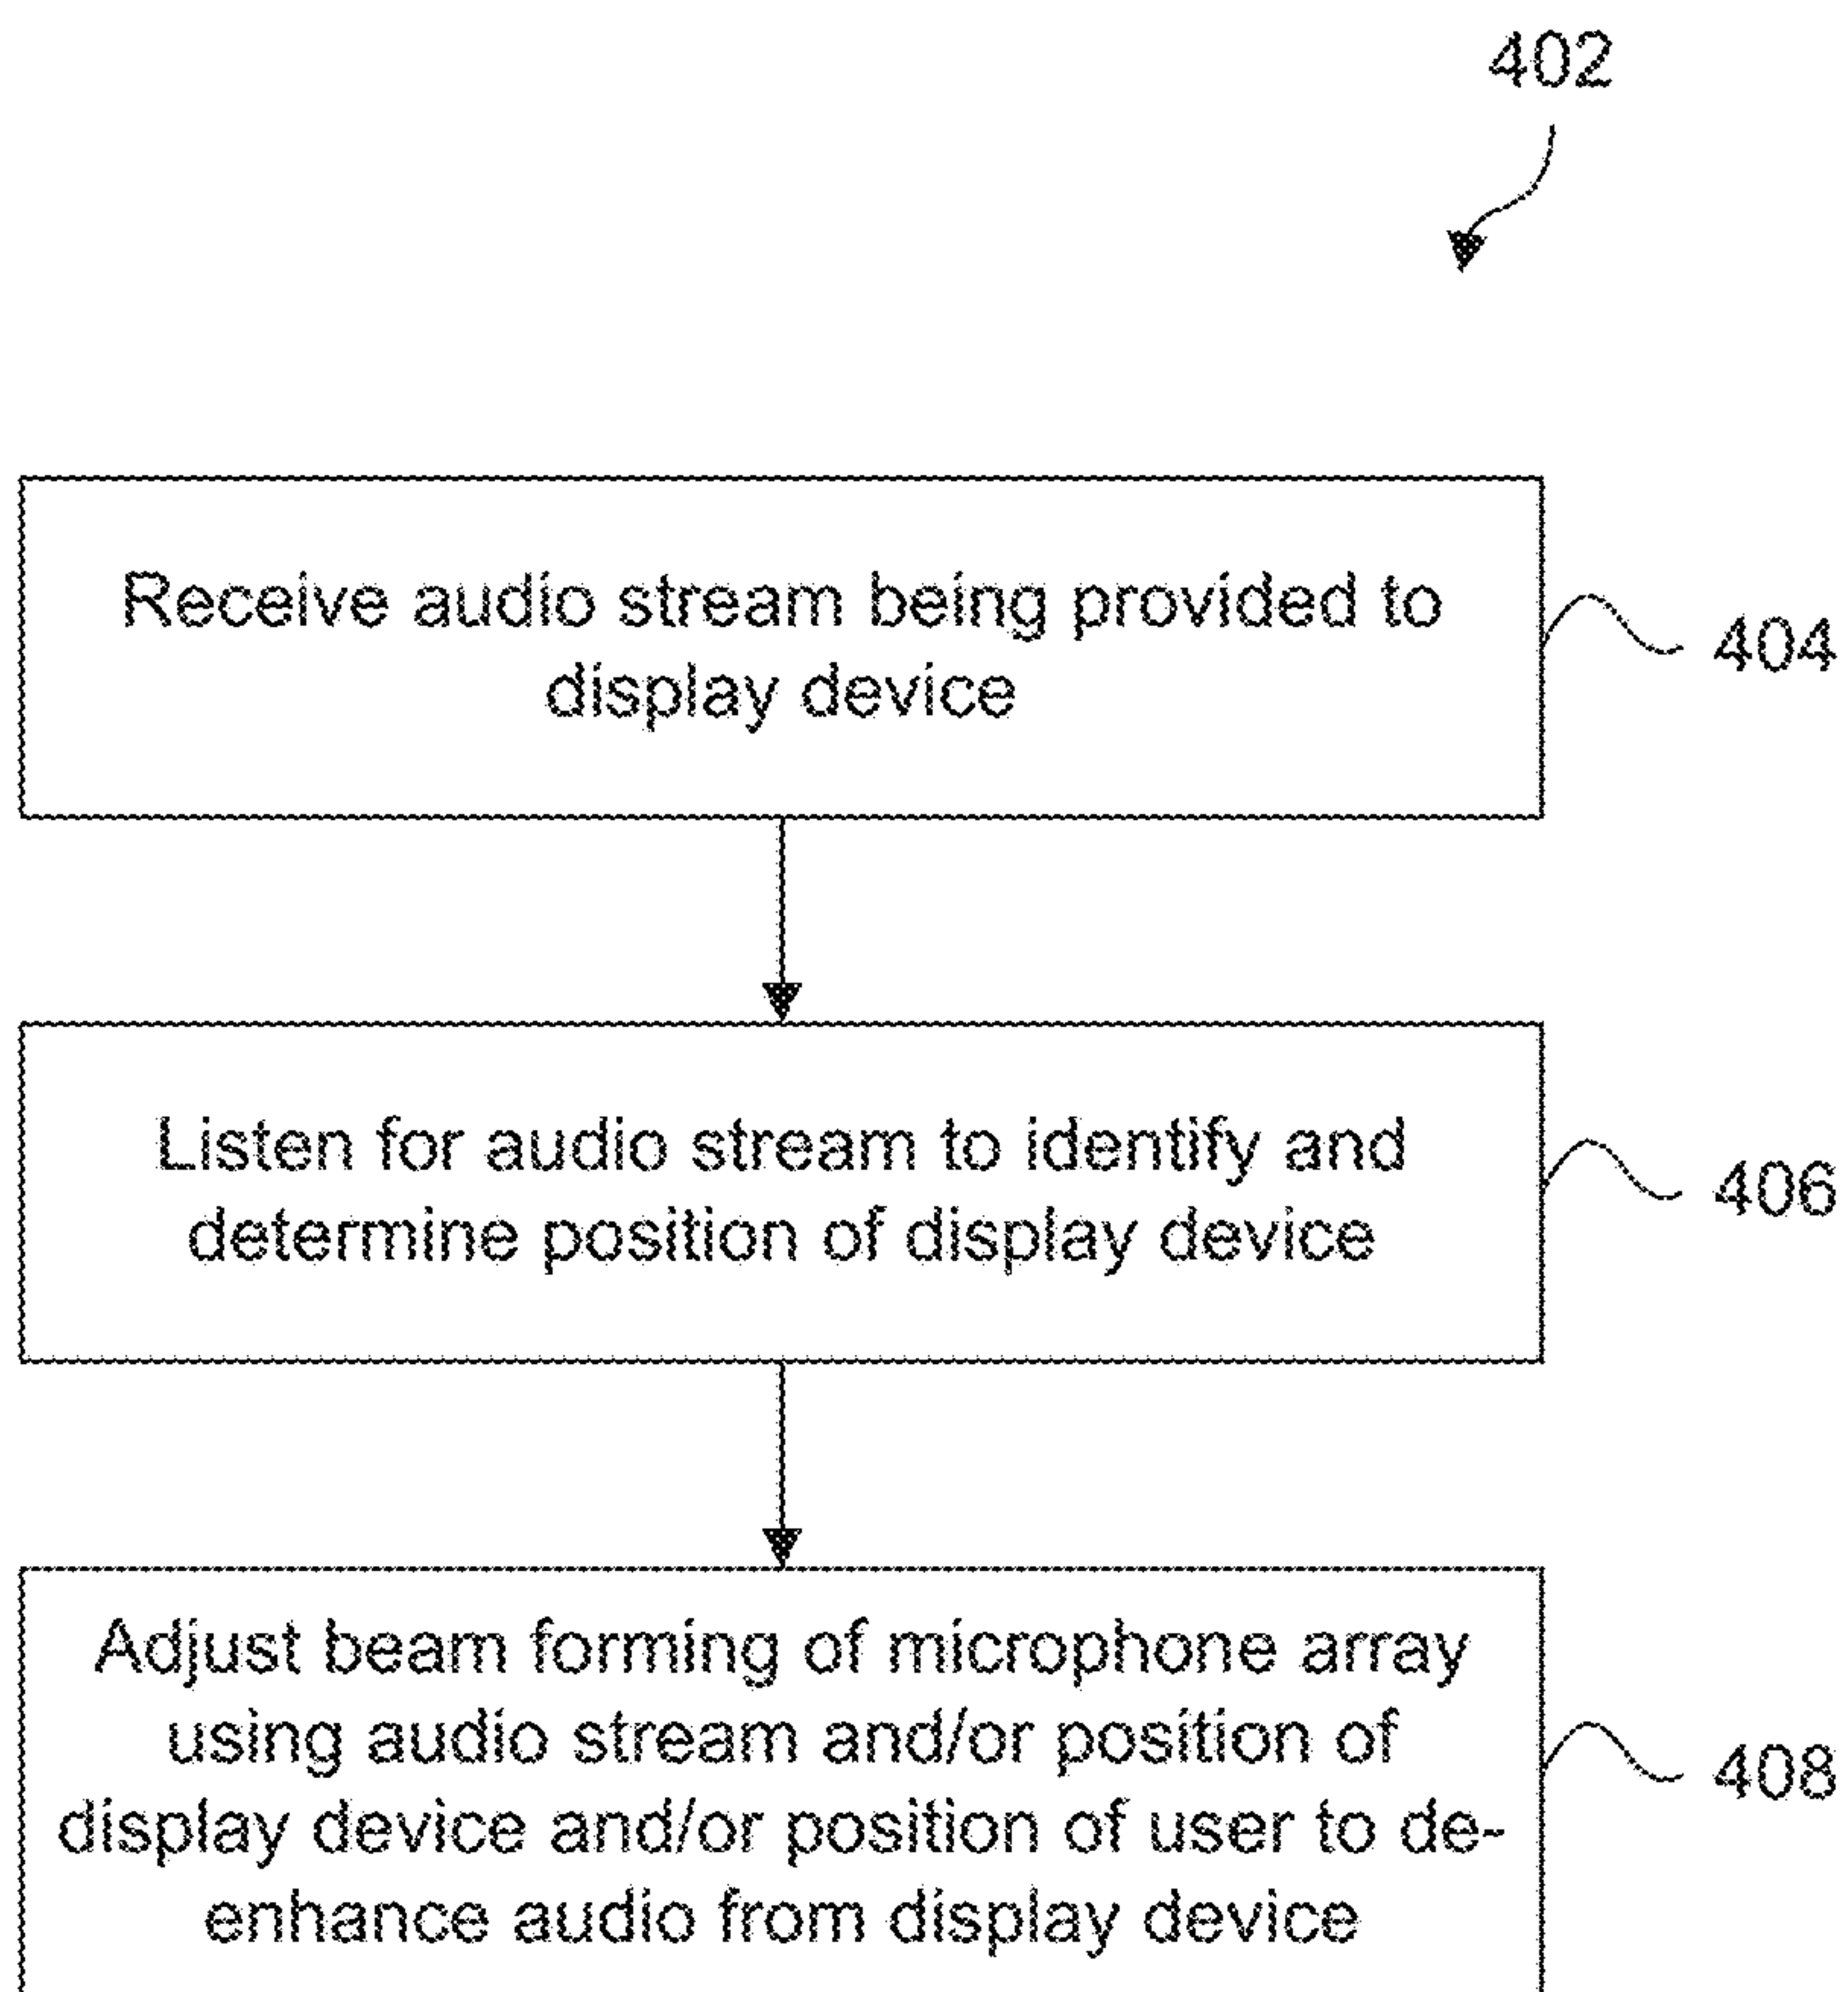 402
Receive audio stream being provided to
display device
404
Listen for audio stream to identify and
determine position of display device
406
Adjust beam forming of microphone array
using audio stream and/or position of
display device and/or position of user to de-
enhance audio from display device
408